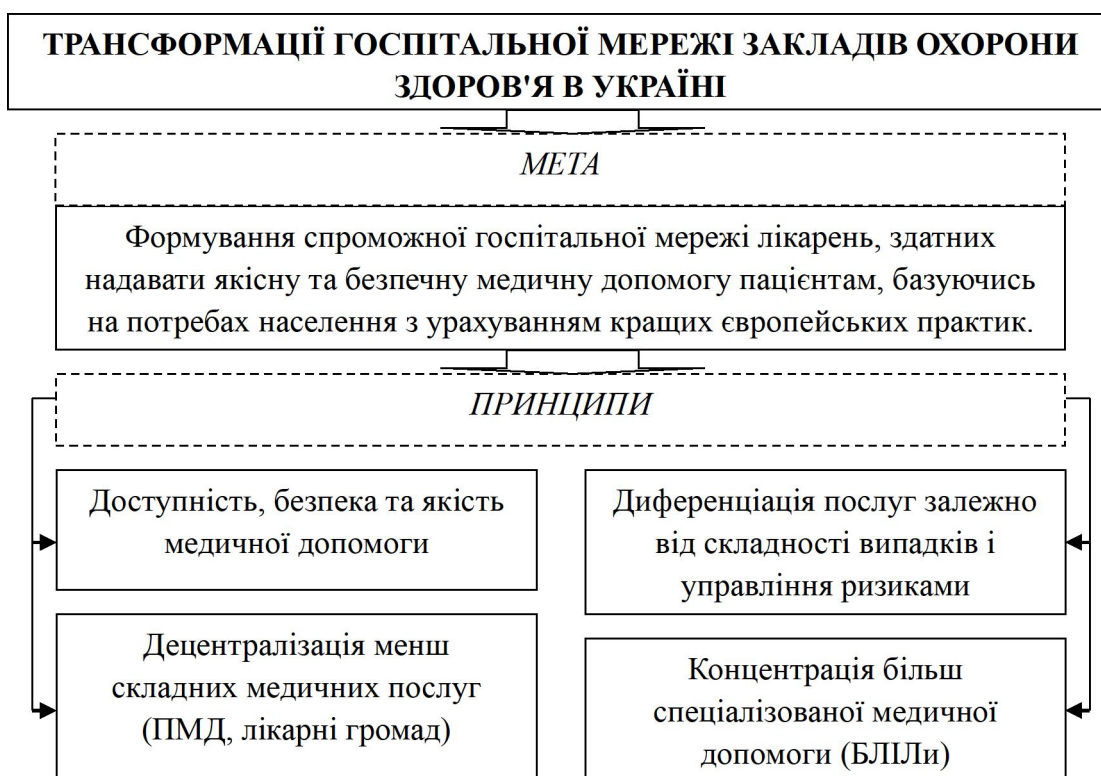 ТРАНСФОРМАЦІЇ ГОСПІТАЛЬНОЇ МЕРЕЖІ ЗАКЛАДІВ ОХОРОНИ
ЗДОРОВ'Я В УКРАЇНІ
МЕТА
Формування спроможної госпітальної мережі лікарень, здатних
надавати якісну та безпечну медичну допомогу пацієнтам, базуючись
на потребах населення з урахуванням кращих європейських практик.
ПРИНЦИПИ
Доступність, безпека та якість
медичної допомоги
Диференціація послуг залежно
від складності випадків і
управління ризиками
Децентралізація менш
складних медичних послуг
(ПМД, лікарні громад)
Концентрація більш
спеціалізованої медичної
допомоги (БЛІЛи)